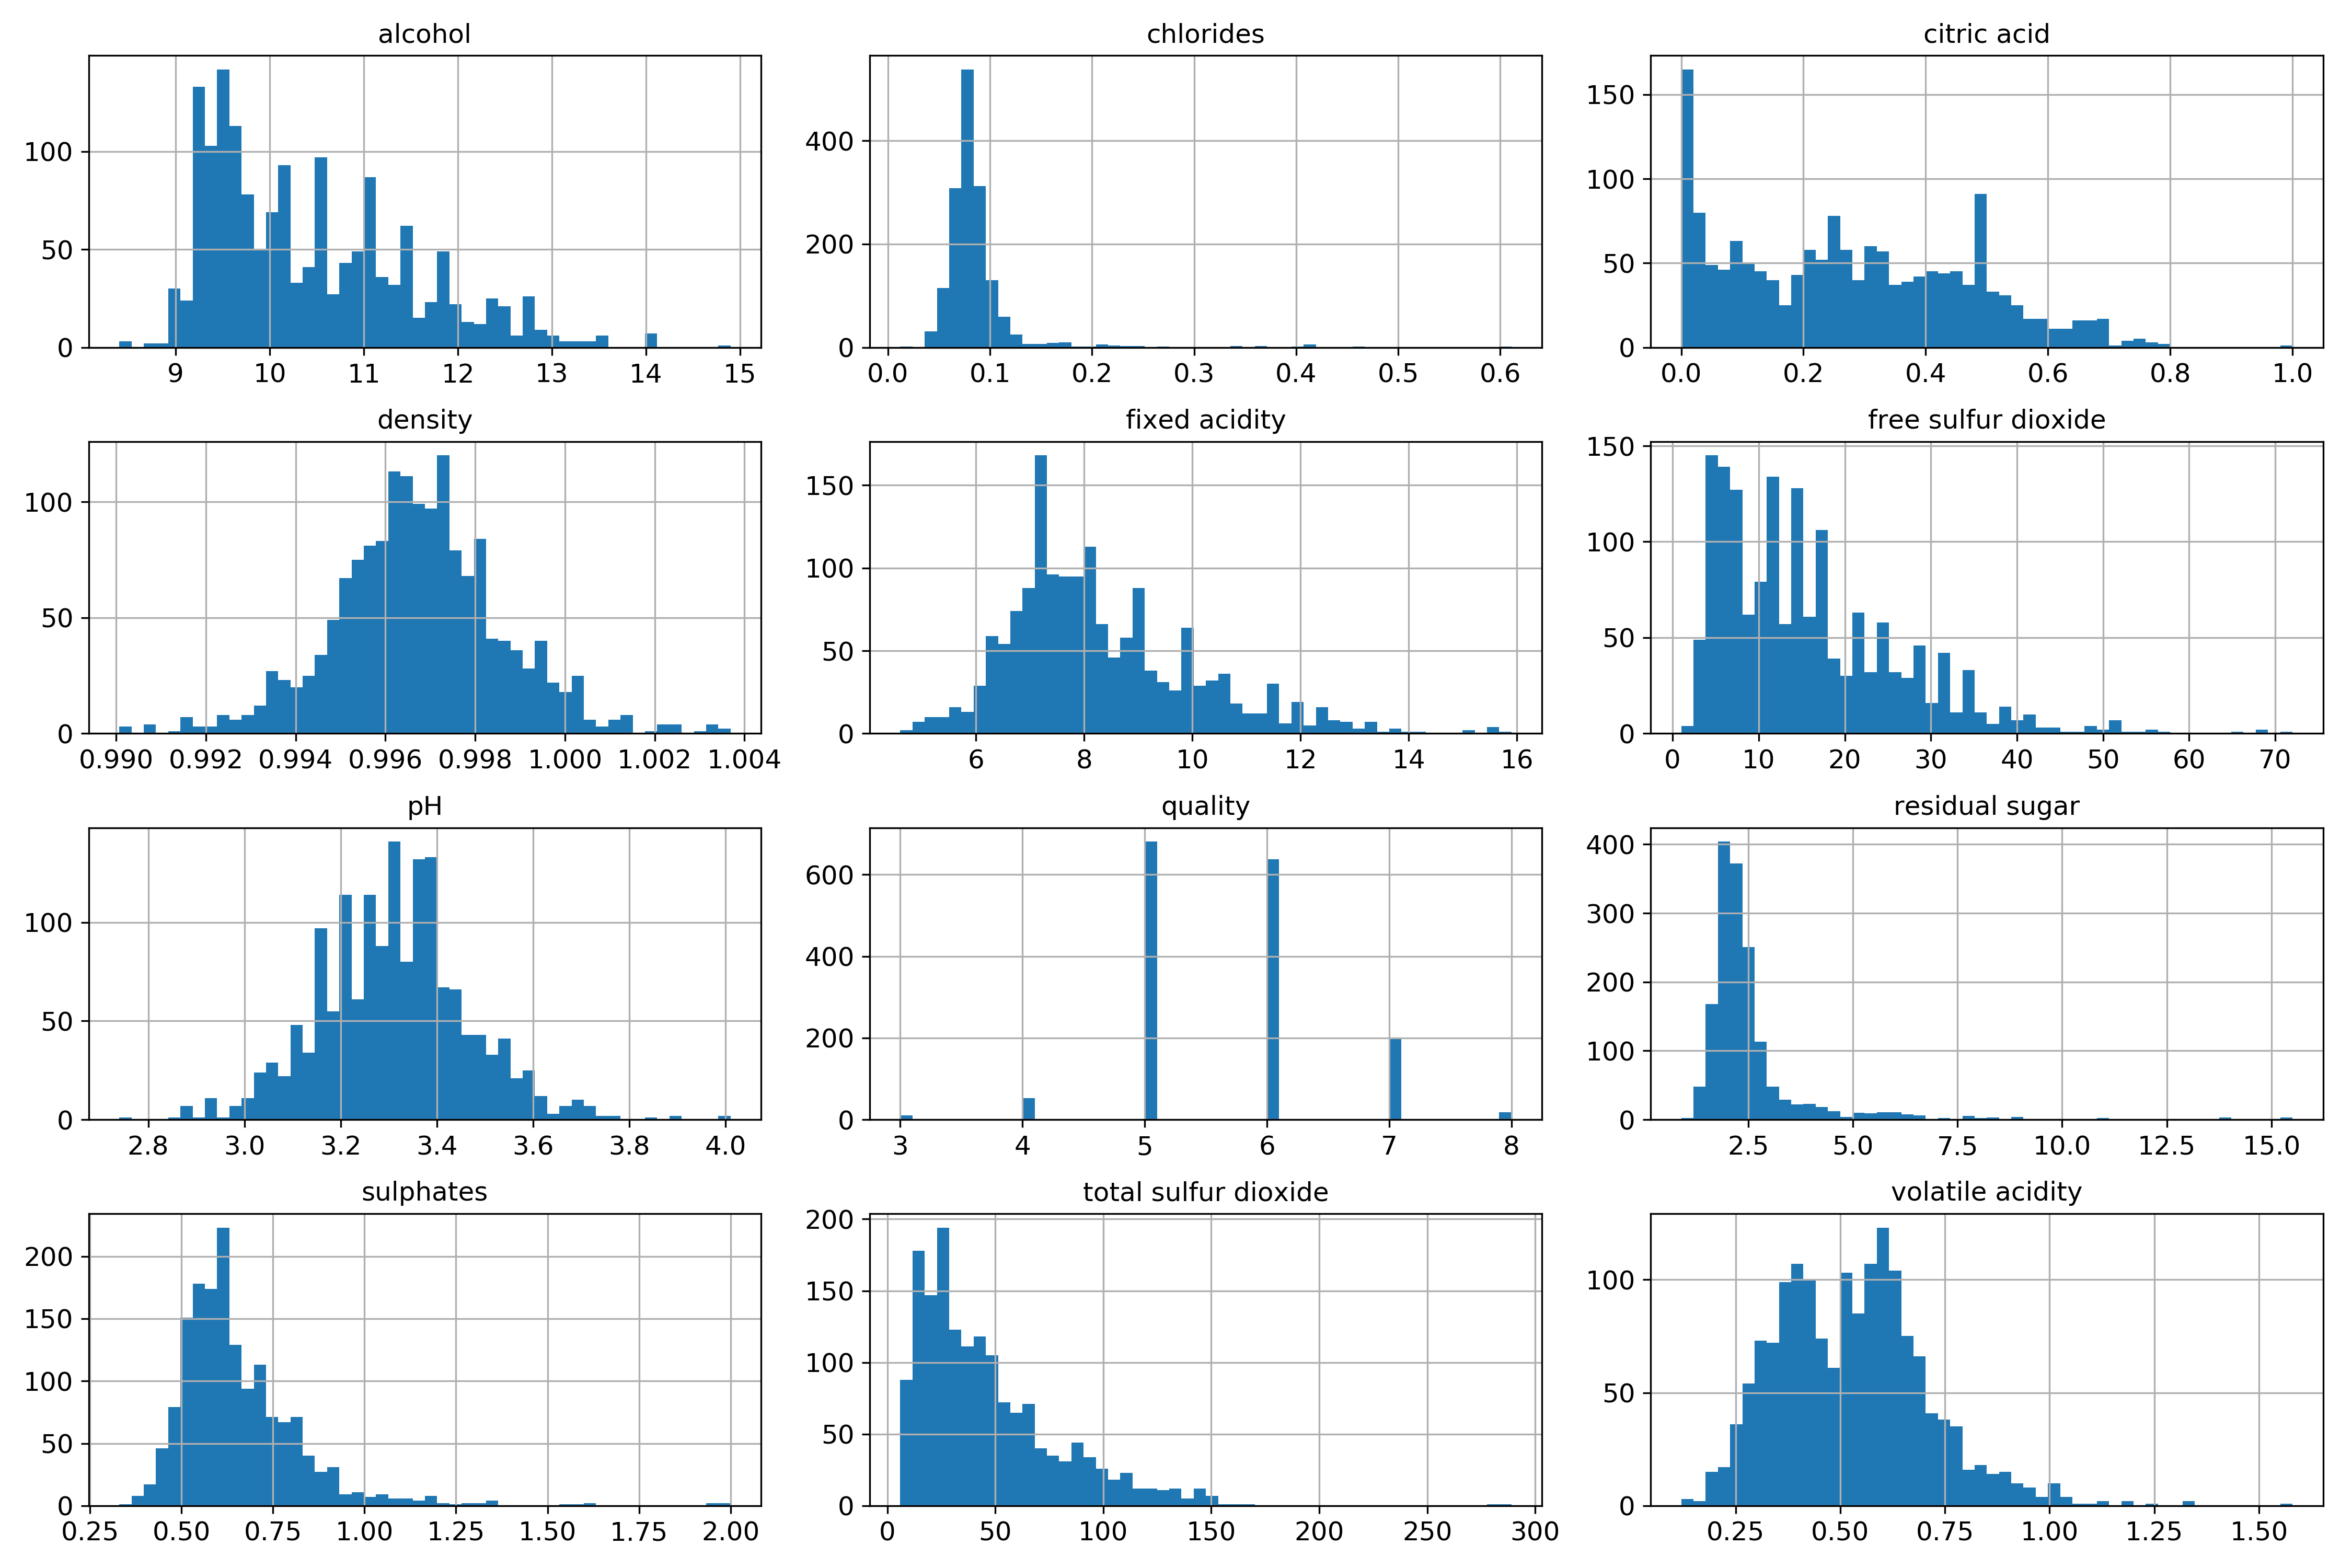 alcohol
100
50
0
9 10 11 12 13 14 15
chlorides
400
200
0
0.0 0.1 0.2 0.3 0.4 0.5 0.6
citric acid
150
100
50
0
0.0 0.2 0.4 0.6 0.8 1.0
density
100
50
0
0.990 0.992 0.994 0.996 0.998 1.000 1.002 1.004
fixed acidity
150
100
50
0
6 8 10 12 14 16
free sulfur dioxide
150
100
50
0
0 10 20 30 40 50 60 70
pH
100
50
0
2.8 3.0 3.2 3.4 3.6 3.8 4.0
quality
600
400
200
0
3 4 5 6 7 8
residual sugar
400
300
200
100
0
2.5 5.0 7.5 10.0 12.5 15.0
sulphates
200
150
100
50
0
0.25 0.50 0.75 1.00 1.25 1.50 1.75 2.00
total sulfur dioxide
200
150
100
50
0
0 50 100 150 200 250 300
volatile acidity
100
50
0
0.25 0.50 0.75 1.00 1.25 1.50